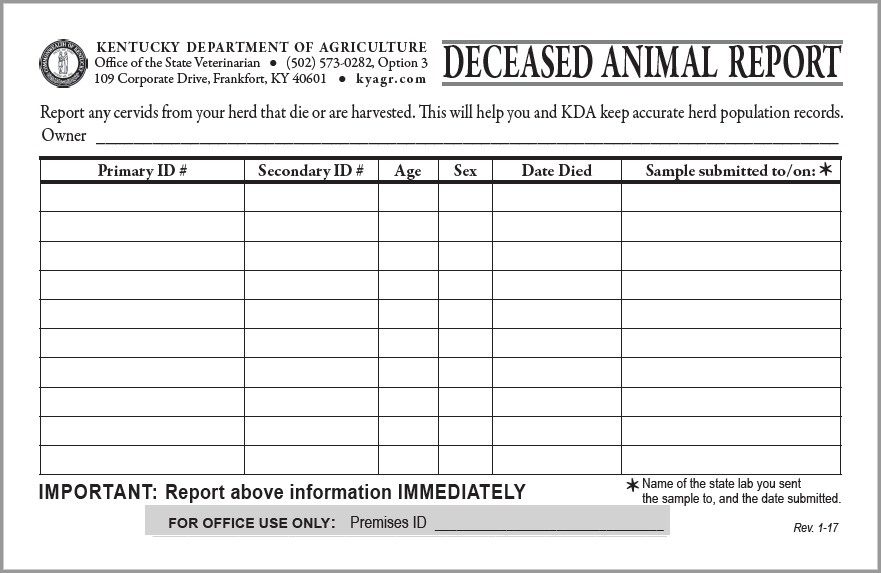 KENTUCKY DEPARTMENT OF AGRICULTURE
Office of the State Veterinarian ● (502) 573-0282, Option 3
109 Corporate Drive, Frankfort, KY 40601 ● kyagr.com
DECEASED ANIMAL REPORT
Report any cervids from your herd that die or are harvested. This will help you and KDA keep accurate herd population records.
Owner
Primary ID # Secondary ID # Age Sex Date Died Sample submitted to/on: ✶
IMPORTANT: Report above information IMMEDIATELY
✶ Name of the state lab you sent
the sample to, and the date submitted.
FOR OFFICE USE ONLY: Premises ID
Rev. 1-17